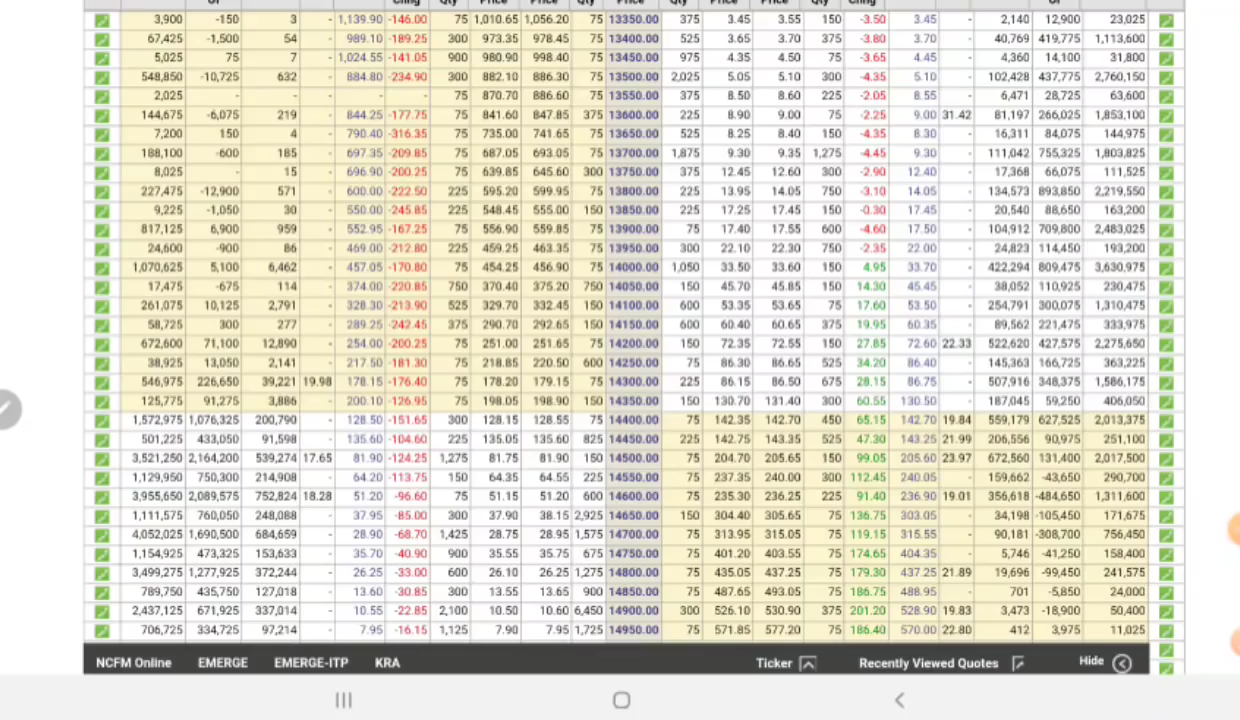 3,900 -150 3 - 1,139.90 -146.00 75 1,010.65 1,056.20 75 13350.00 375 3.45 3.55 150 -3.50 3.45 - 2,140 12,900 23,025
67,425 -1,500 54 - 989.10 -189.25 300 973.35 978.45 75 13400.00 525 3.65 3.70 375 -3.80 3.70 - 40,769 419,775 1,113,600
5,025 75 7 - 1,024.55 -141.05 900 980.90 998.40 75 13450.00 975 4.35 4.50 75 -3.65 4.45 - 4,360 14,100 31,800
548,850 -10,725 632 - 884.80 -234.90 300 882.10 886.30 75 13500.00 2,025 5.05 5.10 300 -4.35 5.10 - 102,428 437,775 2,760,150
2,025 - - - - - 75 870.70 886.60 75 13550.00 375 8.50 8.60 225 -2.05 8.55 - 6,471 28,725 63,600
144,675 -6,075 219 - 844.25 -177.75 75 841.60 847.85 375 13600.00 225 8.90 9.00 75 -2.25 9.00 31.42 81,197 266,025 1,853,100
7,200 150 4 - 790.40 -316.35 75 735.00 741.65 75 13650.00 525 8.25 8.40 150 -4.35 8.30 - 16,311 84,075 144,975
188,100 -600 185 - 697.35 -209.85 75 687.05 693.05 75 13700.00 1,875 9.30 9.35 1,275 -4.45 9.30 - 111,042 755,325 1,803,825
8,025 - 15 - 696.90 -200.25 75 639.85 645.60 300 13750.00 375 12.45 12.60 300 -2.90 12.40 - 17,368 66,075 111,525
227,475 -12,900 571 - 600.00 -222.50 225 595.20 599.95 75 13800.00 225 13.95 14.05 750 -3.10 14.05 - 134,573 893,850 2,219,550
9,225 -1,050 30 - 550.00 -245.85 225 548.45 555.00 150 13850.00 225 17.25 17.45 150 -0.30 17.45 - 20,540 88,650 163,200
817,125 6,900 959 - 552.95 -167.25 75 556.90 559.85 75 13900.00 75 17.40 17.55 600 -4.60 17.50 - 104,912 709,800 2,483,025
24,600 -900 86 - 469.00 -212.80 225 459.25 463.35 75 13950.00 300 22.10 22.30 750 -2.35 22.00 - 24,823 114,450 193,200
1,070,625 5,100 6,462 - 457.05 -170.80 75 454.25 456.90 75 14000.00 1,050 33.50 33.60 150 4.95 33.70 - 422,294 809,475 3,630,975
17,475 -675 114 - 374.00 -220.85 750 370.40 375.20 750 14050.00 150 45.70 45.85 150 14.30 45.45 - 38,052 110,925 230,475
261,075 10,125 2,791 - 328.30 -213.90 525 329.70 332.45 150 14100.00 600 53.35 53.65 75 17.60 53.50 - 254,791 300,075 1,310,475
58,725 300 277 - 289.25 -242.45 375 290.70 292.65 150 14150.00 600 60.40 60.65 375 19.95 60.35 - 89,562 221,475 333,975
672,600 71,100 12,890 - 254.00 -200.25 75 251.00 251.65 75 14200.00 150 72.35 72.55 150 27.85 72.60 22.33 522,620 427,575 2,275,650
38,925 13,050 2,141 - 217.50 -181.30 75 218.85 220.50 600 14250.00 75 86.30 86.65 525 34.20 86.40 - 145,363 166,725 363,225
546,975 226,650 39,221 19.98 178.15 -176.40 75 178.20 179.15 75 14300.00 225 86.15 86.50 675 28.15 86.75 - 507,916 348,375 1,586,175
125,775 91,275 3,886 - 200.10 -126.95 75 198.05 198.90 150 14350.00 150 130.70 131.40 300 60.55 130.50 - 187,045 59,250 406,050
1,572,975 1,076,325 200,790 - 128.50 -151.65 300 128.15 128.55 75 14400.00 75 142.35 142.70 450 65.15 142.70 19.84 559,179 627,525 2,013,375
501,225 433,050 91,598 - 135.60 -104.60 225 135.05 135.60 825 14450.00 225 142.75 143.35 525 47.30 143.25 21.99 206,556 90,975 251,100
3,521,250 2,164,200 539,274 17.65 81.90 -124.25 1,275 81.75 81.90 150 14500.00 75 204.70 205.65 150 99.05 205.60 23.97 672,560 131,400 2,017,500
1,129,950 750,300 214,908 - 64.20 -113.75 150 64.35 64.55 225 14550.00 75 237.35 240.00 300 112.45 240.05 - 159,662 -43,650 290,700
3,955,650 2,089,575 752,824 18.28 51.20 -96.60 75 51.15 51.20 600 14600.00 75 235.30 236.25 225 91.40 236.90 19.01 356,618 -484,650 1,311,600
1,111,575 760,050 248,088 - 37.95 -85.00 300 37.90 38.15 2,925 14650.00 150 304.40 305.65 75 136.75 303.05 - 34,198 -105,450 171,675
4,052,025 1,690,500 684,659 - 28.90 -68.70 1,425 28.75 28.95 1,575 14700.00 75 313.95 315.05 75 119.15 315.55 - 90,181 -308,700 756,450
1,154,925 473,325 153,633 - 35.70 -40.90 900 35.55 35.75 675 14750.00 75 401.20 403.55 75 174.65 404.35 - 5,746 -41,250 158,400
3,499,275 1,277,925 372,244 - 26.25 -33.00 600 26.10 26.25 1,275 14800.00 75 435.05 437.25 75 179.30 437.25 21.89 19,696 -99,450 241,575
789,750 435,750 127,018 - 13.60 -30.85 300 13.55 13.65 900 14850.00 75 487.65 493.05 75 186.75 488.95 - 701 -5,850 24,000
2,437,125 671,925 337,014 - 10.55 -22.85 2,100 10.50 10.60 6,450 14900.00 300 526.10 530.90 375 201.20 528.90 19.83 3,473 -18,900 50,400
706,725 334,725 97,214 - 7.95 -16.15 1,125 7.90 7.95 1,725 14950.00 75 571.85 577.20 75 186.40 570.00 22.80 412 3,975 11,025
NCFM Online EMERGE EMERGE-ITP KRA Ticker Recently Viewed Quotes Hide